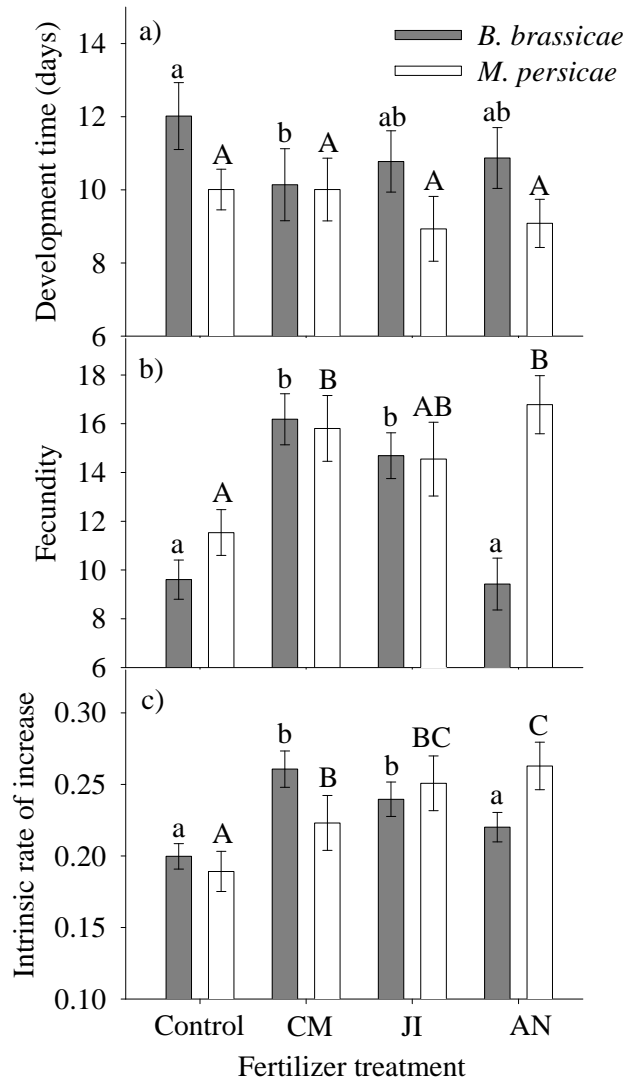 a)
B. brassicae
M. persicae
Development time (days)
14
12
10
8
6
a
A
b
A
ab
A
ab
A
b)
Fecundity
18
16
14
12
10
8
6
a
A
b
B
b
AB
a
B
c)
Intrinsic rate of increase
0.30
0.25
0.20
0.15
0.10
a
A
b
B
b
BC
a
C
Control CM JI AN
Fertilizer treatment